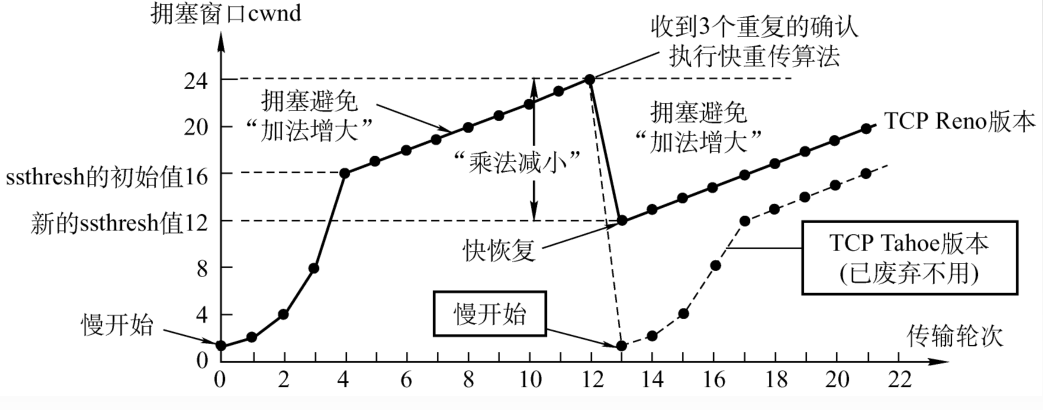 拥塞窗口cwnd
收到3个重复的确认
执行快重传算法
24
拥塞避免
“加法增大”
拥塞避免
“加法增大”
20
TCP Reno版本
“乘法减小”
ssthresh的初始值16
新的ssthresh值12
快恢复
TCP Tahoe版本
(已废弃不用)
8
慢开始
4
慢开始
传输轮次
0
0 2 4 6 8 10 12 14 16 18 20 22